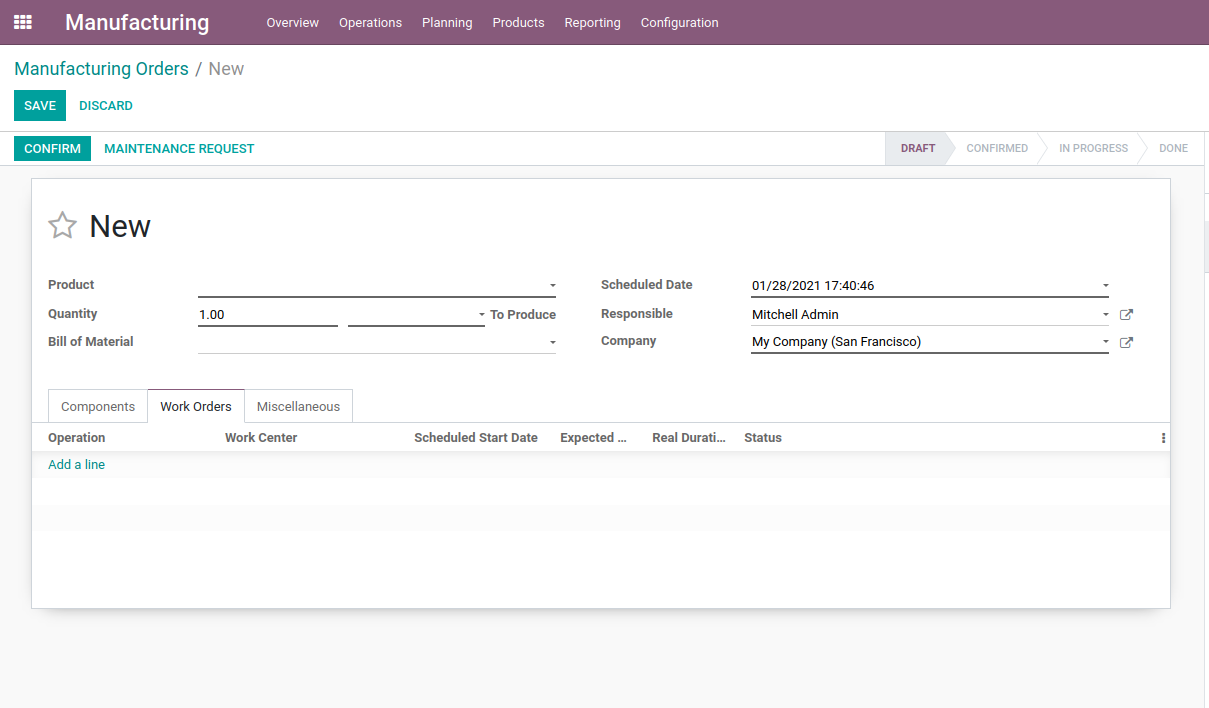 Manufacturing Overview Operations Planning Products Reporting Configuration
Manufacturing Orders / New
SAVE DISCARD
CONFIRM MAINTENANCE REQUEST DRAFT CONFIRMED IN PROGRESS DONE
New
Product Scheduled Date 01/28/2021 17:40:46
Quantity 1.00 To Produce Responsible Mitchell Admin
Bill of Material Company My Company (San Francisco)
Components Work Orders Miscellaneous
Operation Work Center Scheduled Start Date Expected ... Real Durati... Status
Add a line